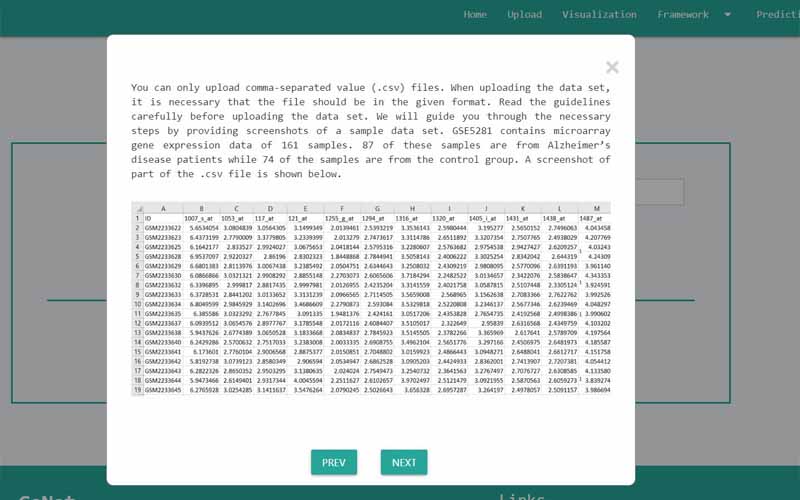 Home Upload Visualization Framework Predicti
×
You can only upload comma-separated value (.csv) files. When uploading the data set,
it is necessary that the file should be in the given format. Read the guidelines
carefully before uploading the data set. We will guide you through the necessary
steps by providing screenshots of a sample data set. GSE5281 contains microarray
gene expression data of 161 samples. 87 of these samples are from Alzheimer’s
disease patients while 74 of the samples are from the control group. A screenshot of
part of the .csv file is shown below.
A B C D E F G H I J K L M
1 ID 1007_s_at 1053_at 117_at 121_at 1255_g_at 1294_at 1316_at 1320_at 1405_i_at 1431_at 1438_at 1487_at
2 GSM2233622 5.6634054 3.0804839 3.0564305 3.1499349 2.0139461 2.5393219 3.3536143 2.5980444 3.195277 2.5650152 2.7496063 4.043458
3 GSM2233623 6.4373199 2.7790009 3.3779805 3.2339399 2.013279 2.7473617 3.3114786 2.6511892 3.3207354 2.7507765 2.4938029 4.207769
4 GSM2233625 6.1642177 2.833527 2.9924027 3.0675653 2.0418144 2.5795316 3.2280607 2.5763682 2.9754538 2.9427427 2.6209257 4.03243
5 GSM2233628 6.9537097 2.9220327 2.86196 2.8302323 1.8448868 2.7844941 3.5058143 2.4006222 3.3025254 2.8342042 2.644319 4.24309
6 GSM2233629 6.6801383 2.8113976 3.0067438 3.2385492 2.0504751 2.6344643 3.2508032 2.4309219 2.9808095 2.5770096 2.6391193 3.961140
7 GSM2233630 6.0866866 3.0321321 2.9908292 2.8855148 2.2703073 2.6065606 3.7184294 2.2482522 3.0134657 2.3422076 2.5838647 4.343353
8 GSM2233632 6.3396895 2.999817 2.8817435 2.9997981 2.0126955 2.4235204 3.3141559 2.4021758 3.0587815 2.5107448 2.3305124 3.924591
9 GSM2233633 6.3728531 2.8441202 3.0133652 3.3131239 2.0966565 2.7114505 3.5659008 2.568965 3.1562638 2.7083366 2.7622762 3.992526
10 GSM2233634 6.8049599 2.9845929 3.1402696 3.4686609 2.2790873 2.593084 3.5329818 2.5220808 3.2346137 2.5677346 2.6239469 4.048297
11 GSM2233635 6.385586 3.0323292 2.7677845 3.091335 1.9481376 2.424161 3.0517206 2.4353828 2.7654735 2.4192568 2.4998386 3.990602
12 GSM2233637 6.0939512 3.0654576 2.8977767 3.3785548 2.0172116 2.6084407 3.5105017 2.322649 2.95839 2.6316568 2.4349759 4.103202
13 GSM2233638 5.9437626 2.6774389 3.0650528 3.1833668 2.0834837 2.7845923 3.5145505 2.3782266 3.365969 2.617641 2.5789709 4.197564
14 GSM2233640 6.2429286 2.5700632 2.7517033 3.2383008 2.0033335 2.6908755 3.4962104 2.5651776 3.297166 2.4506975 2.6481973 4.185587
15 GSM2233641 6.173601 2.7760104 2.9006568 2.8875377 2.0150851 2.7048802 3.0159923 2.4866443 3.0948271 2.6488041 2.6612717 4.151758
16 GSM2233642 5.8192738 3.0739123 2.8580349 2.906594 2.0534947 2.6862528 3.0905203 2.4424933 2.8362001 2.7413907 2.7207381 4.054412
17 GSM2233643 6.2822326 2.8650352 2.9503295 3.1380635 2.024024 2.7549473 3.2540732 2.3641563 3.2767497 2.7076727 2.6308585 4.133580
18 GSM2233644 5.9473466 2.6149401 2.9317344 4.0045594 2.2511627 2.6102657 3.9702497 2.5121479 3.0921955 2.5870563 2.6059273 3.839274
19 GSM2233645 6.2765928 3.0254285 3.1411637 3.5476264 2.0790245 2.5026643 3.656328 2.6957287 3.264197 2.4978057 2.5091157 3.986694
PREV NEXT